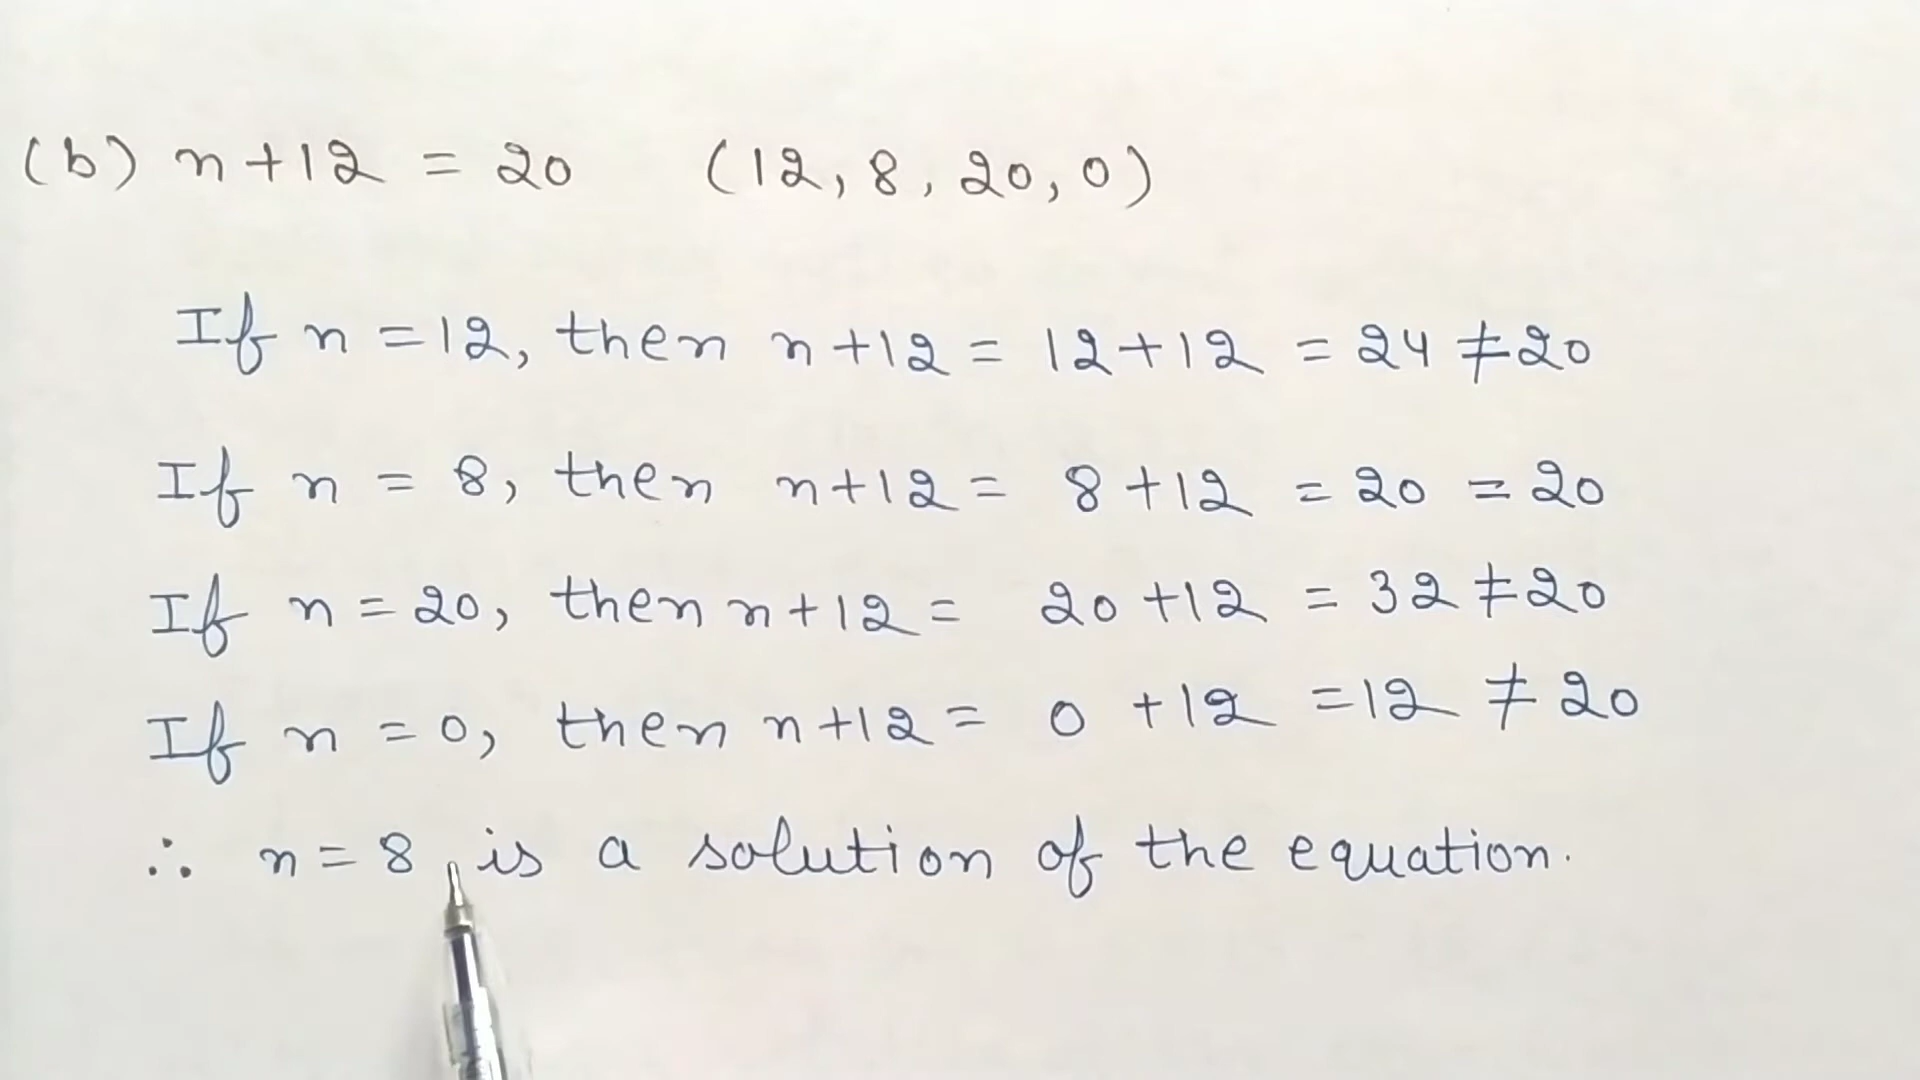 (b) n+12 = 20 (12, 8, 20, 0)
If n = 12, then n+12 = 12+12 = 24 ≠ 20
If n = 8, then n+12 = 8+12 = 20 = 20
If n = 20, then n+12 = 20+12 = 32 ≠ 20
If n = 0, then n+12 = 0+12 = 12 ≠ 20
∴ n = 8 is a solution of the equation.